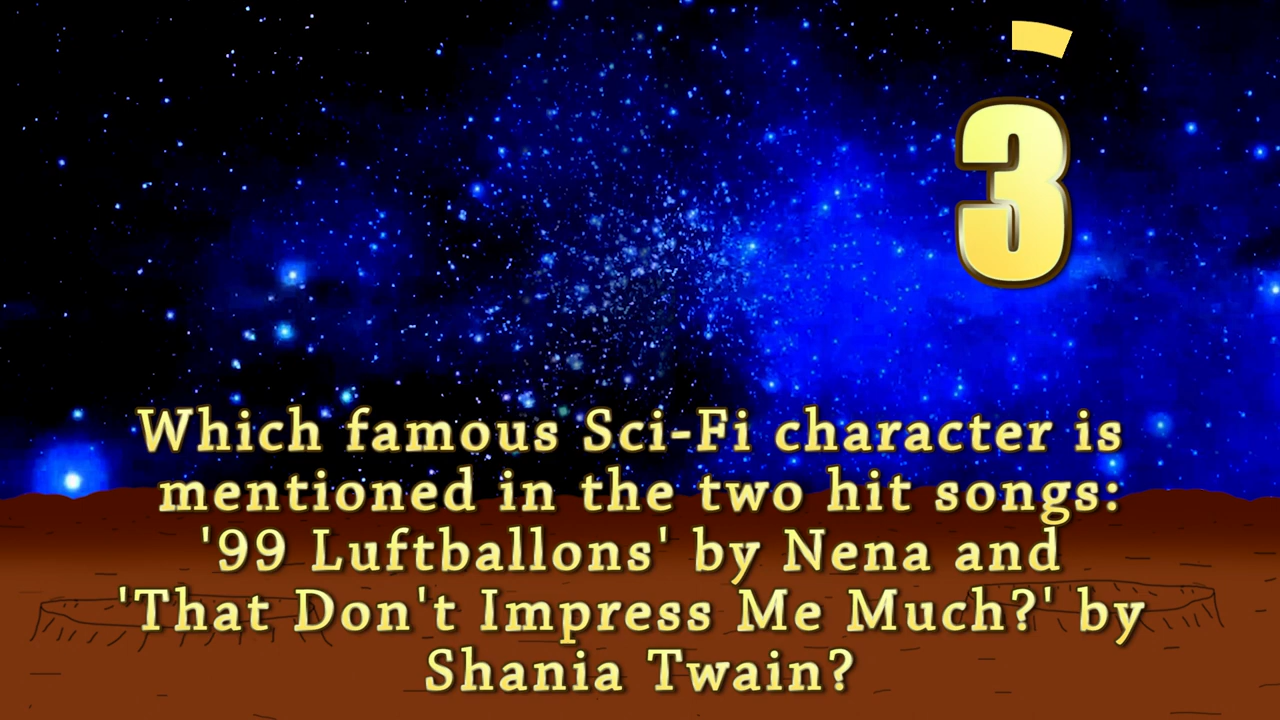 3
Which famous Sci-Fi character is
mentioned in the two hit songs:
'99 Luftballons' by Nena and
'That Don't Impress Me Much?' by
Shania Twain?